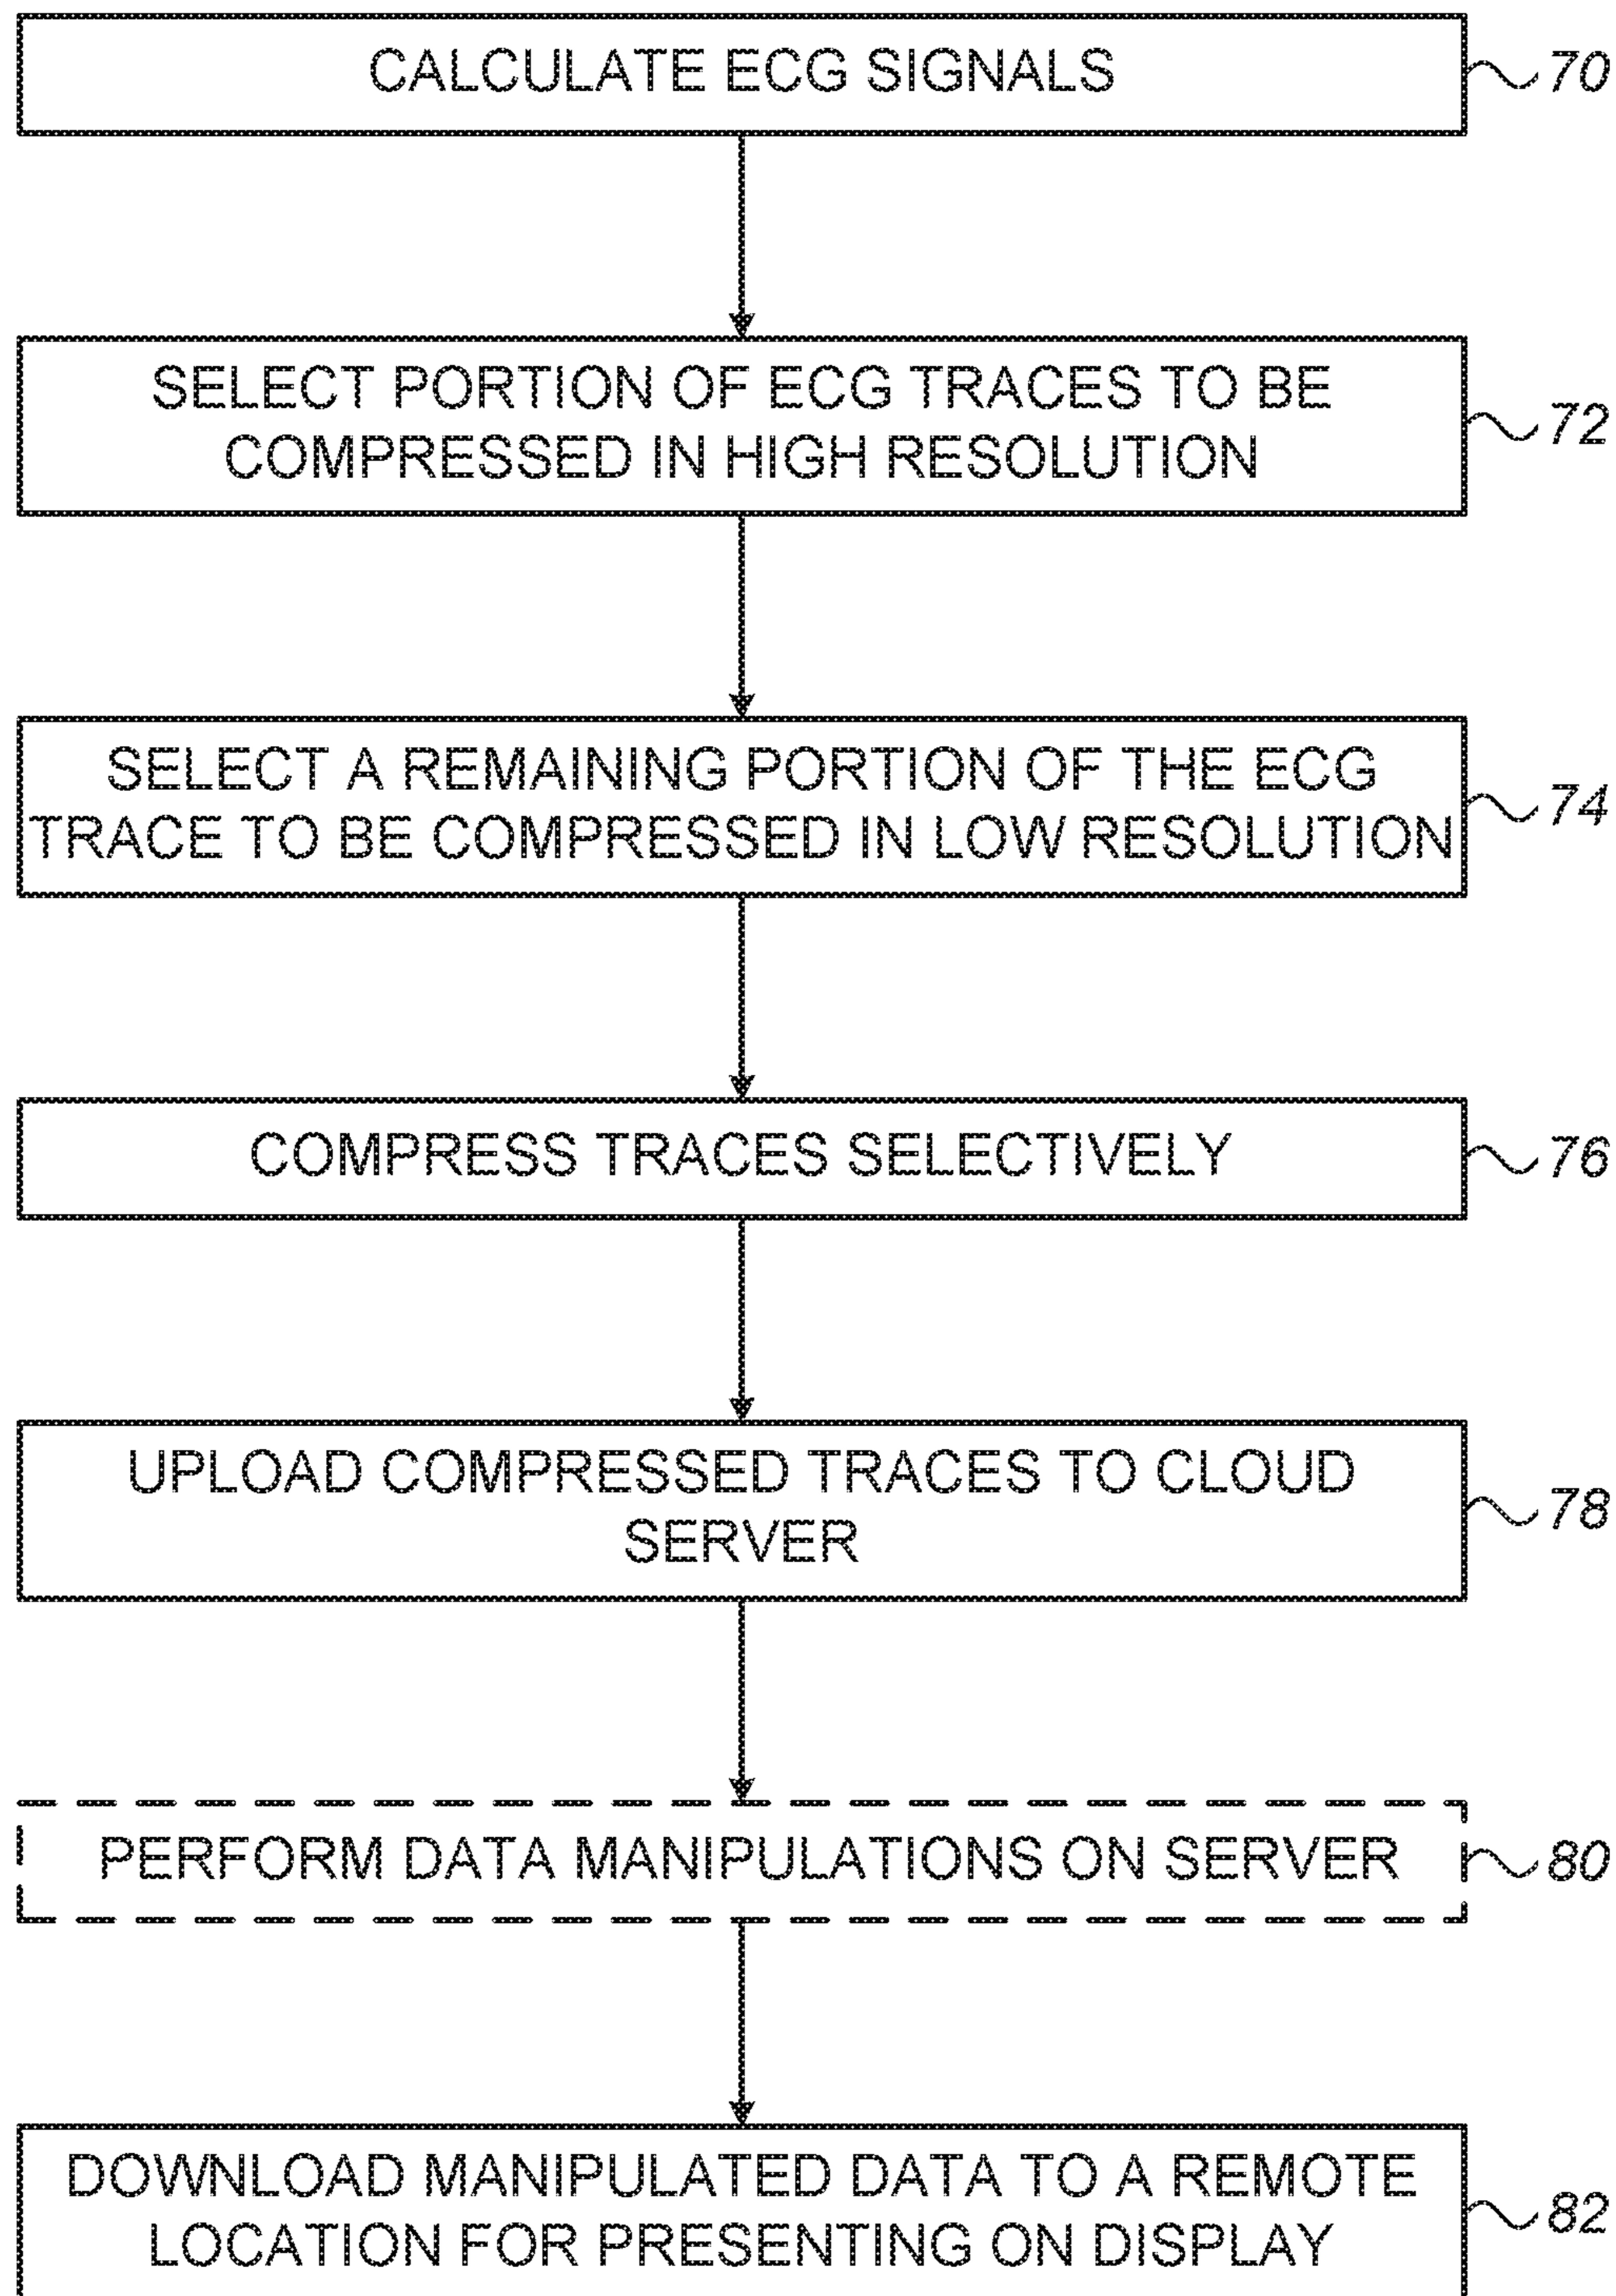 CALCULATE ECG SIGNALS
70
SELECT PORTION OF ECG TRACES TO BE
COMPRESSED IN HIGH RESOLUTION
72
SELECT A REMAINING PORTION OF THE ECG
TRACE TO BE COMPRESSED IN LOW RESOLUTION
74
COMPRESS TRACES SELECTIVELY
76
UPLOAD COMPRESSED TRACES TO CLOUD
SERVER
78
PERFORM DATA MANIPULATIONS ON SERVER
80
DOWNLOAD MANIPULATED DATA TO A REMOTE
LOCATION FOR PRESENTING ON DISPLAY
82